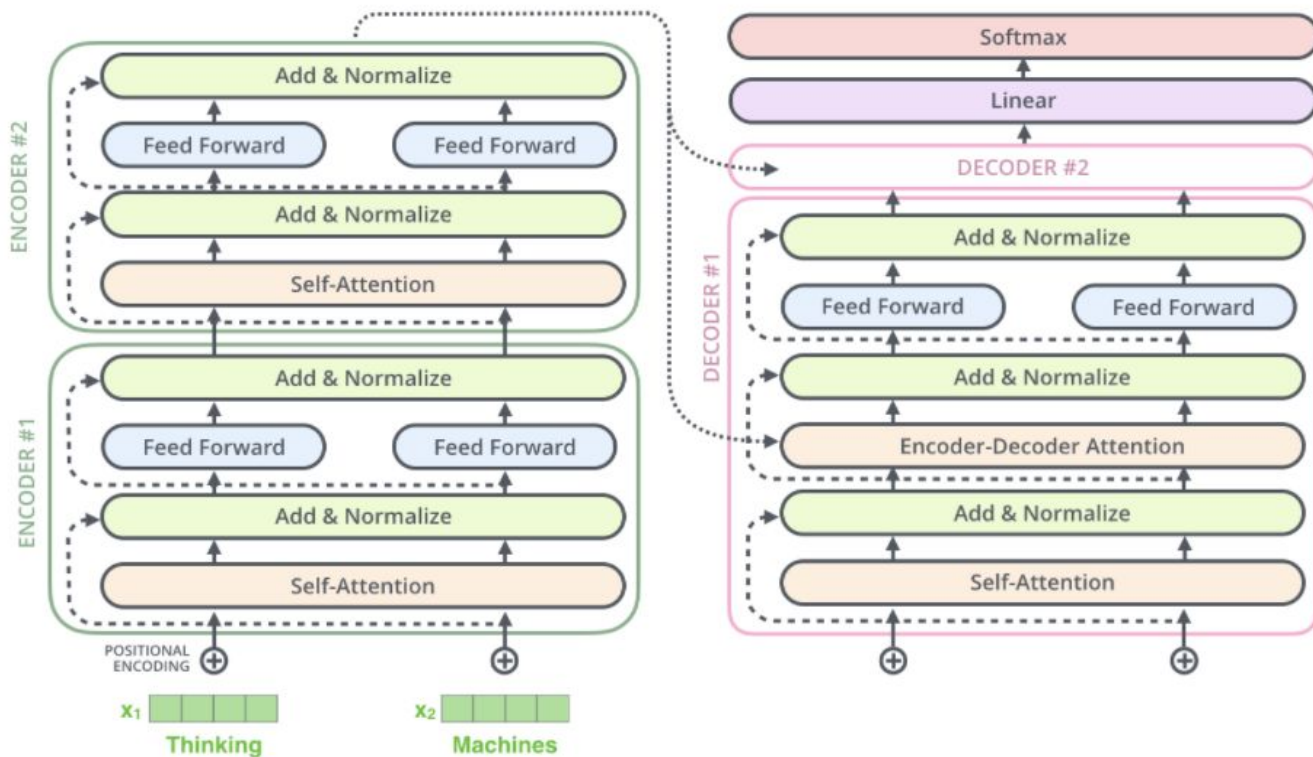 ENCODER #2
Add & Normalize
Feed Forward
Feed Forward
Add & Normalize
Self-Attention
ENCODER #1
Add & Normalize
Feed Forward
Feed Forward
Add & Normalize
Self-Attention
POSITIONAL
ENCODING
x1
x2
Thinking
Machines
Softmax
Linear
DECODER #2
DECODER #1
Add & Normalize
Feed Forward
Feed Forward
Add & Normalize
Encoder-Decoder Attention
Add & Normalize
Self-Attention